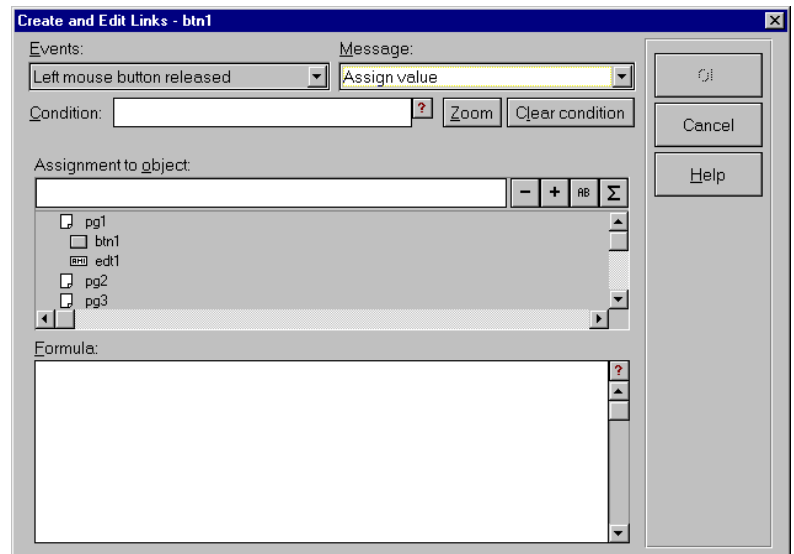 Create and Edit Links - btn1
Events:
Message:
Left mouse button released
Assign value
Condition:
?
Zoom
Clear condition
Cancel
Help
Assignment to object:
- + AB Σ
pg1
btn1
edt1
pg2
pg3
Formula:
?